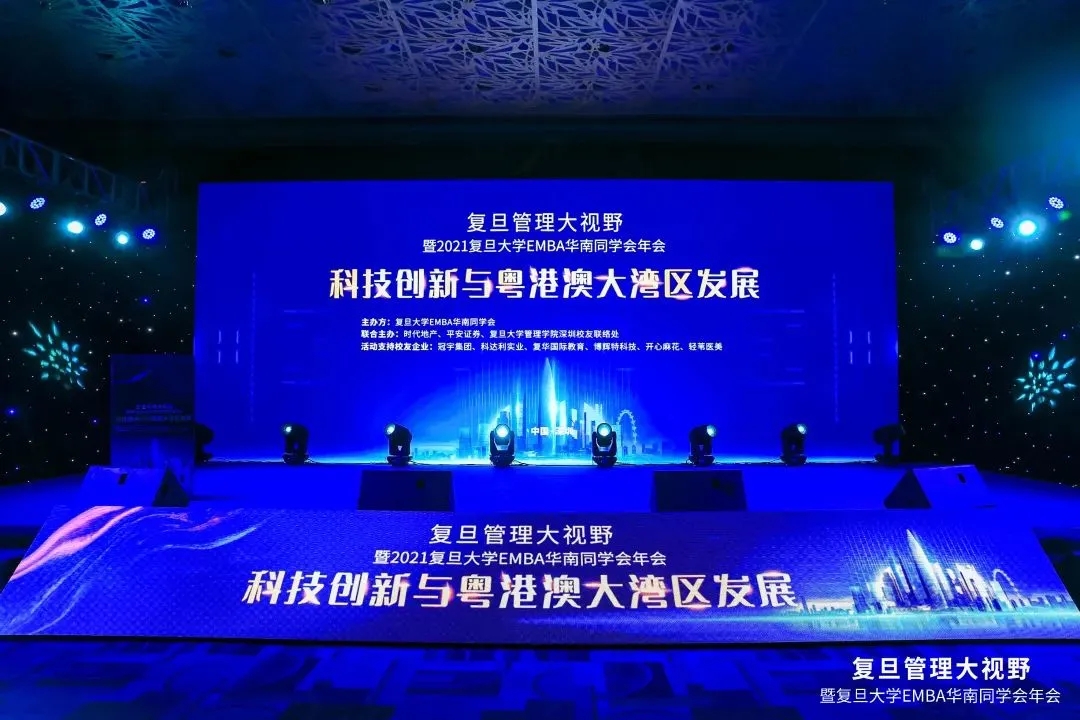 复旦管理大视野
暨2021复旦大学EMBA华南同学会年会
科技创新与粤港澳大湾区发展
主办方：复旦大学EMBA华南同学会
联合主办：时代地产、平安证券、复旦大学管理学院深圳校友联络处
活动支持校友企业：冠宇集团、科达利实业、复华国际教育、博辉特科技、开心麻花、轻苇医美
中国·深圳
复旦管理大视野
暨2021复旦大学EMBA华南同学会年会
科技创新与粤港澳大湾区发展
复旦管理大视野
暨复旦大学EMBA华南同学会年会